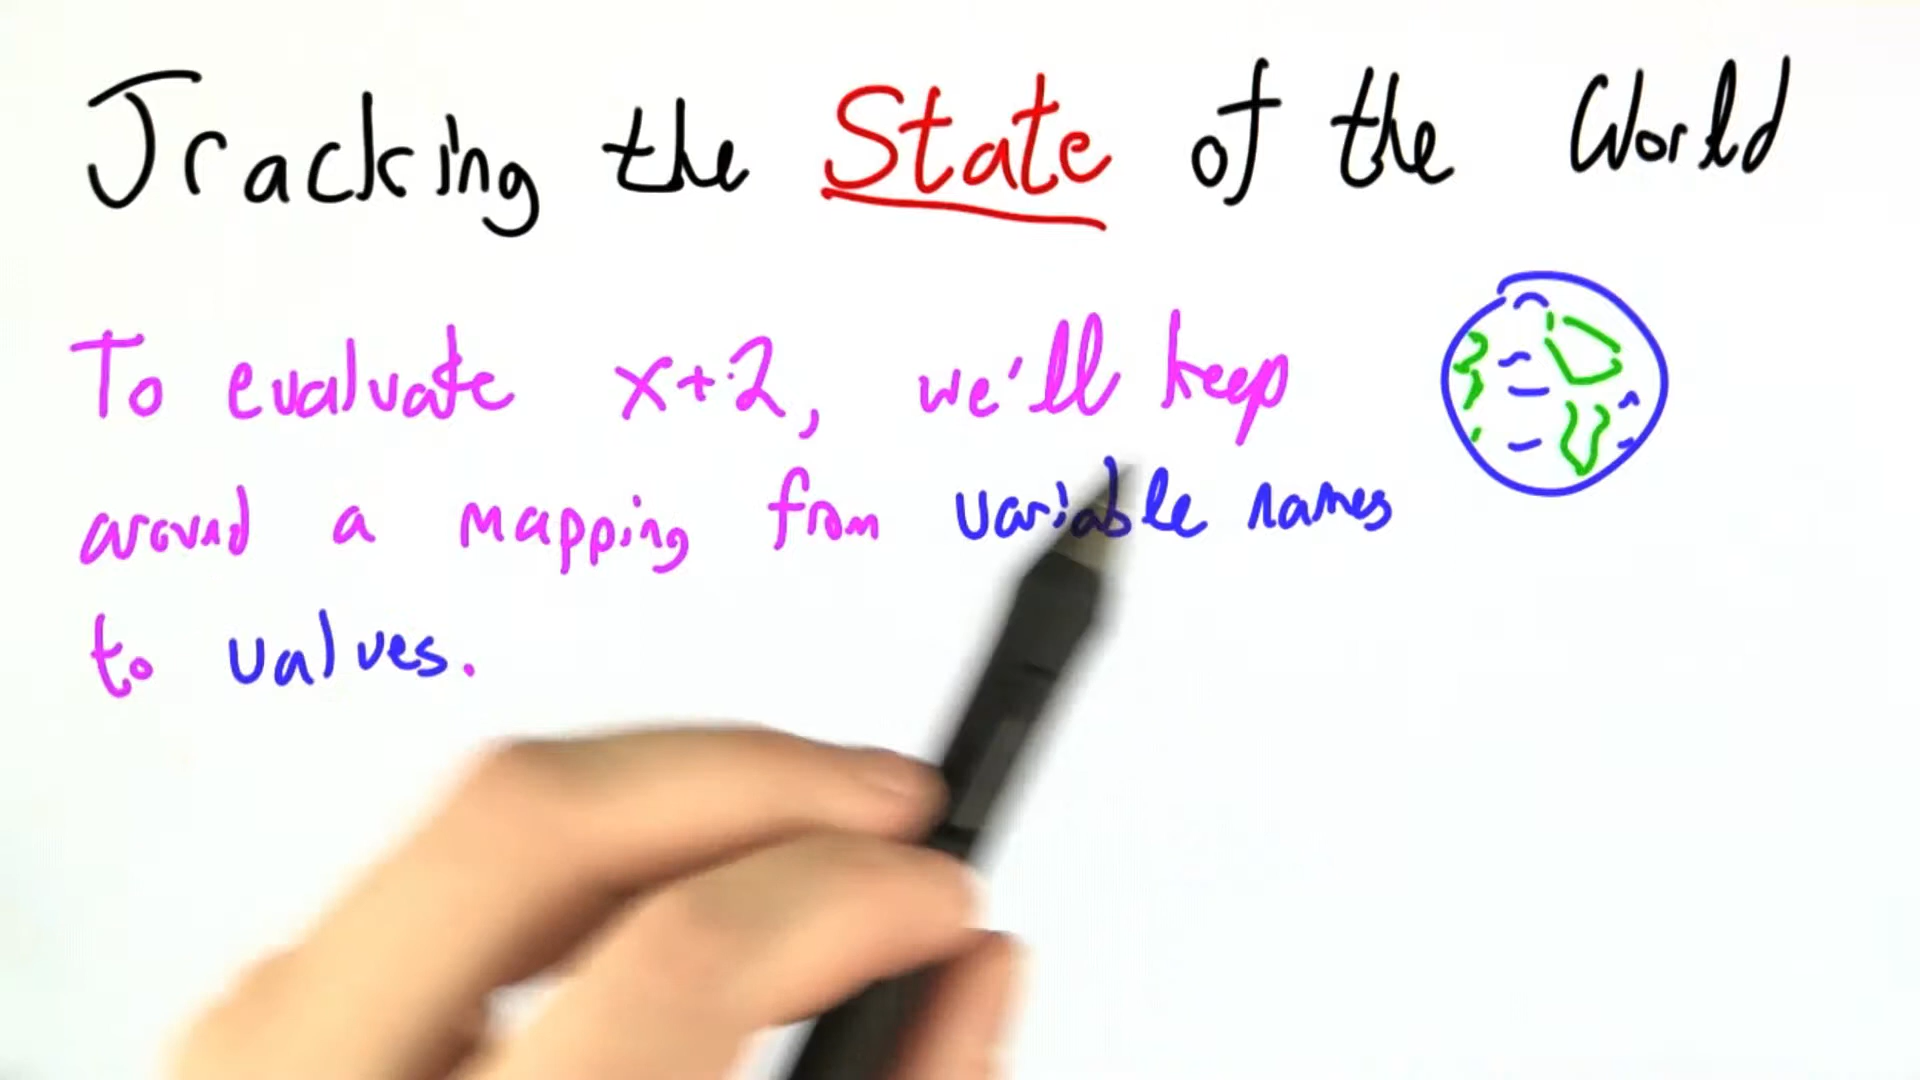 Tracking the State of the World
To evaluate x+2, we'll keep
around a mapping from variable names
to values.